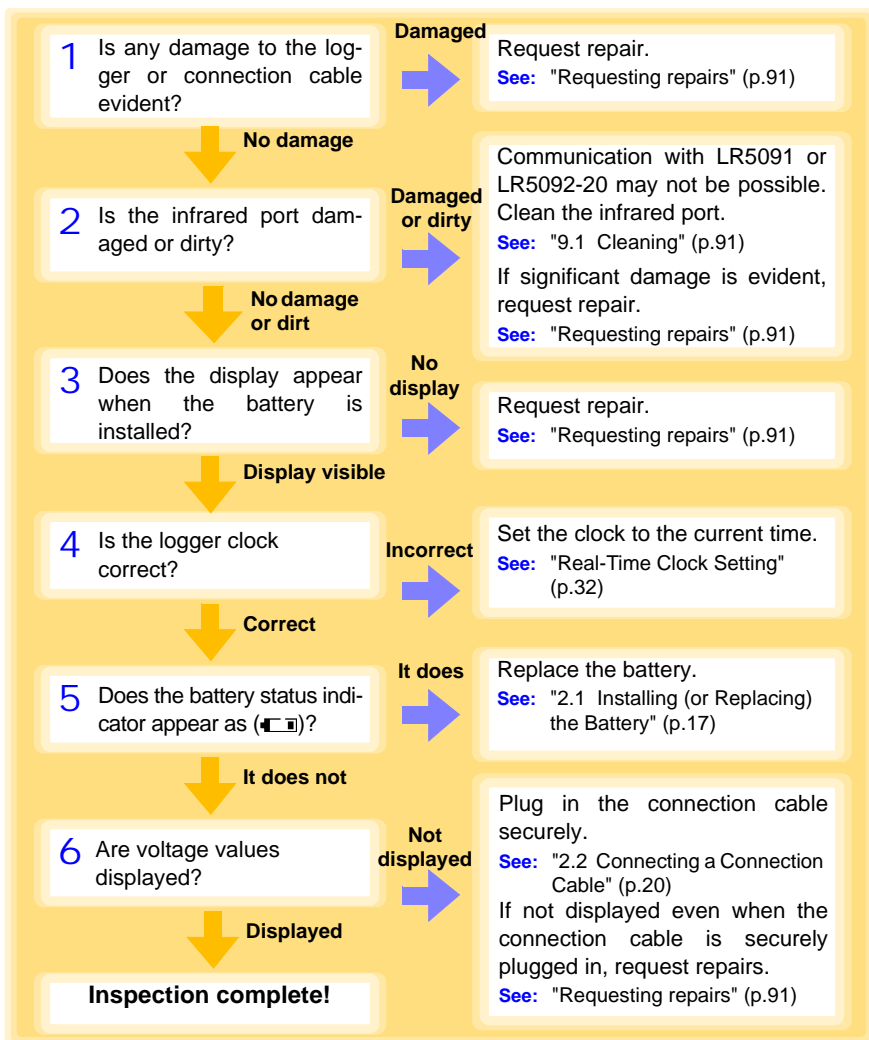 1 Is any damage to the log-
ger or connection cable
evident?
Damaged
Request repair.
See: "Requesting repairs" (p.91)
No damage
2 Is the infrared port dam-
aged or dirty?
Damaged
or dirty
Communication with LR5091 or
LR5092-20 may not be possible.
Clean the infrared port.
See: "9.1 Cleaning" (p.91)
If significant damage is evident,
request repair.
See: "Requesting repairs" (p.91)
No damage
or dirt
3 Does the display appear
when the battery is
installed?
No
display
Request repair.
See: "Requesting repairs" (p.91)
Display visible
4 Is the logger clock
correct?
Incorrect
Set the clock to the current time.
See: "Real-Time Clock Setting"
(p.32)
Correct
5 Does the battery status indi-
cator appear as ( )?
It does
Replace the battery.
See: "2.1 Installing (or Replacing)
the Battery" (p.17)
It does not
6 Are voltage values
displayed?
Not
displayed
Plug in the connection cable
securely.
See: "2.2 Connecting a Connection
Cable" (p.20)
If not displayed even when the
connection cable is securely
plugged in, request repairs.
See: "Requesting repairs" (p.91)
Displayed
Inspection complete!